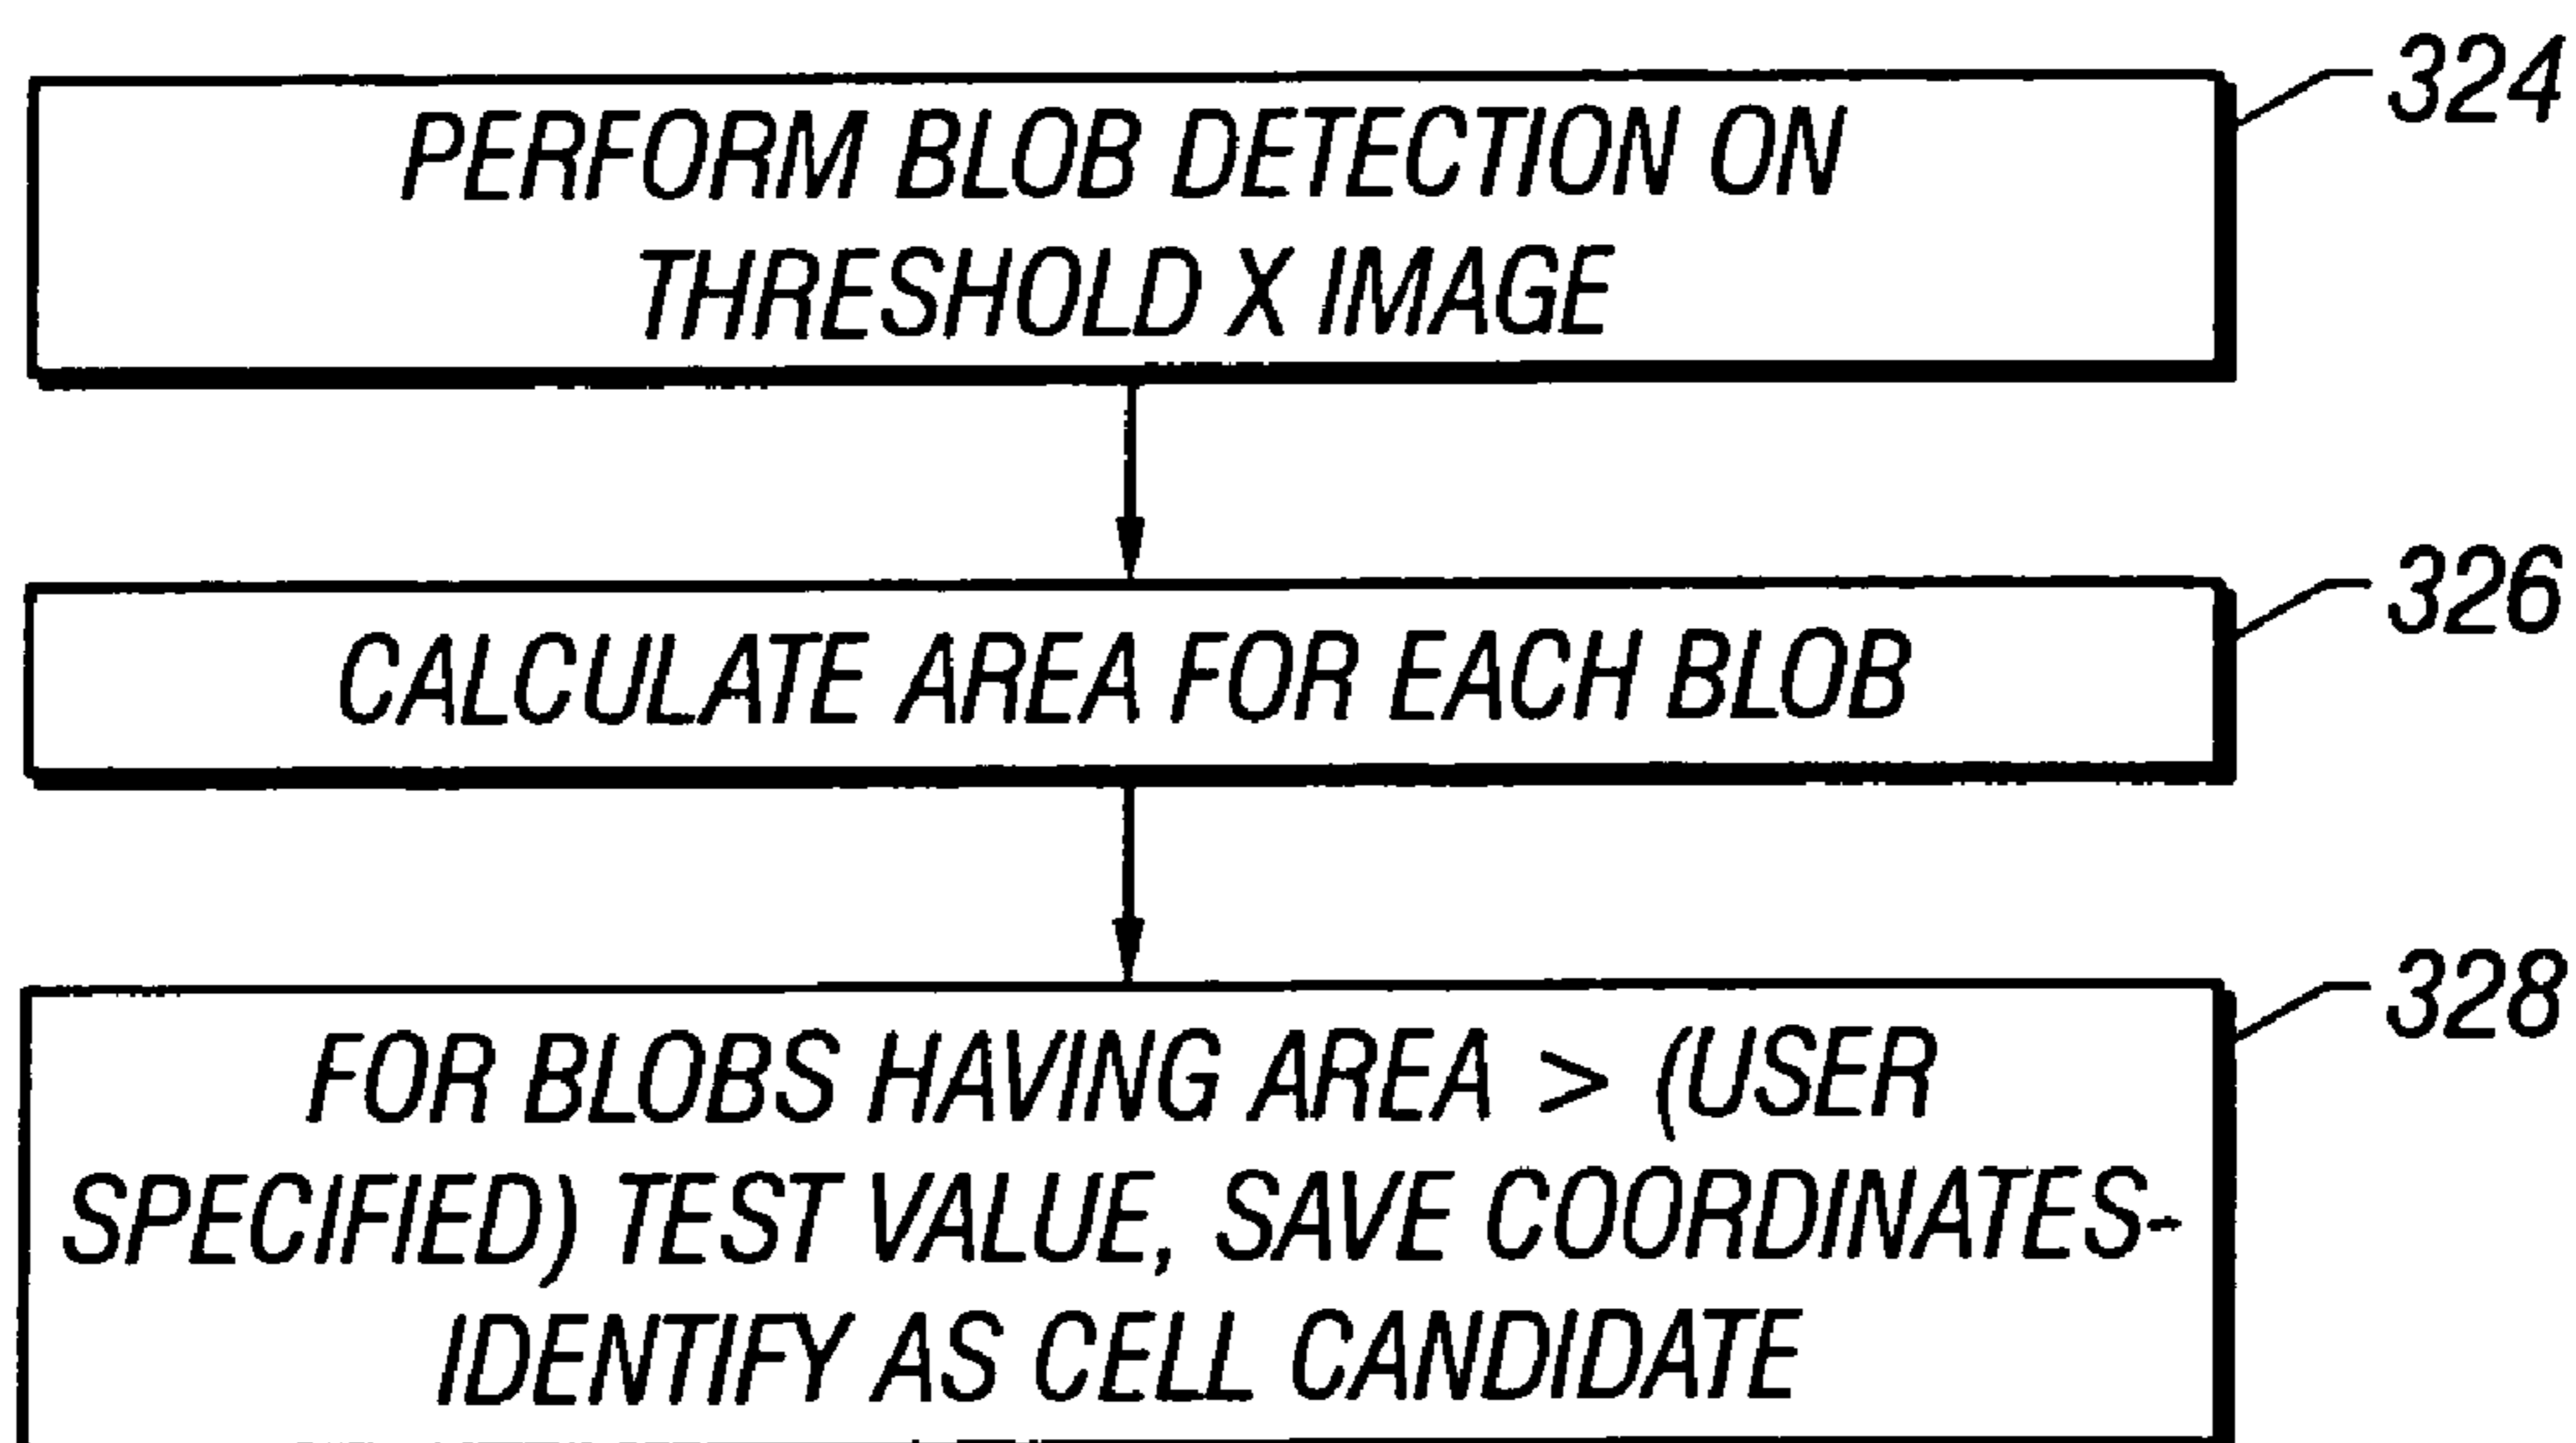 PERFORM BLOB DETECTION ON
THRESHOLD X IMAGE
324
CALCULATE AREA FOR EACH BLOB
326
FOR BLOBS HAVING AREA > (USER
SPECIFIED) TEST VALUE, SAVE COORDINATES-
IDENTIFY AS CELL CANDIDATE
328